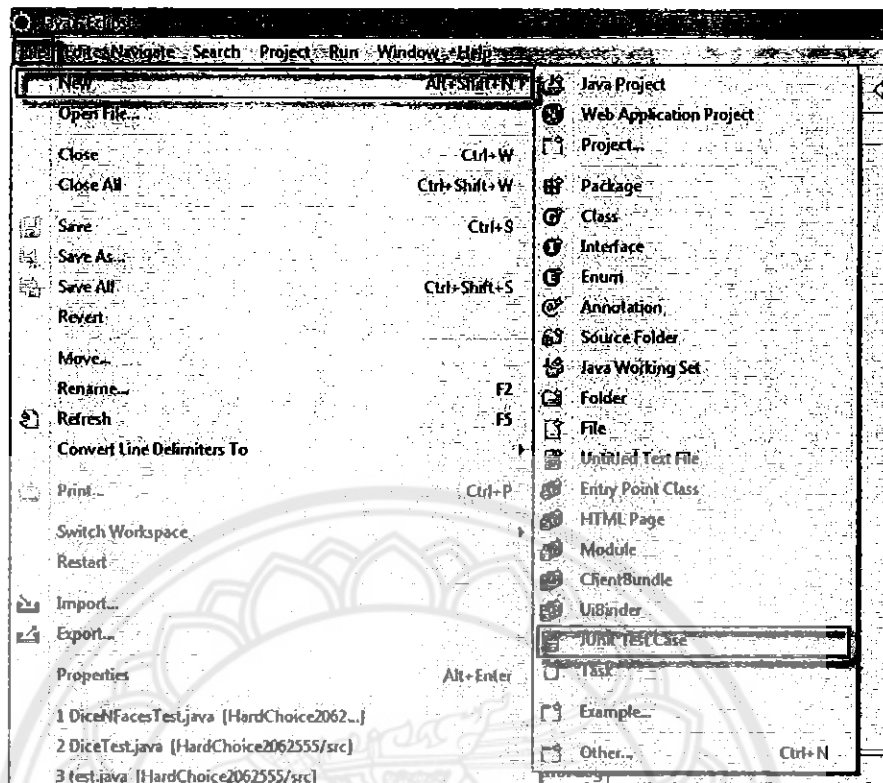 Edit Navigate Search Project Run Window Help
New Alt+Shift+N
Open File...
Close Ctrl+W
Close All Ctrl+Shift+W
Save Ctrl+S
Save As...
Save All Ctrl+Shift+S
Revert
Move...
Rename... F2
Refresh F5
Convert Line Delimiters To
Print... Ctrl+P
Switch Workspace
Restart
Import...
Export...
Properties Alt+Enter
1 DiceNFacesTest.java [HardChoice2062...]
2 DiceTest.java [HardChoice2062555/src]
3 test.java [HardChoice2062555/src]
Java Project
Web Application Project
Project...
Package
Class
Interface
Enum
Annotation
Source Folder
Java Working Set
Folder
File
Untitled Text File
Entry Point Class
HTML Page
Module
ClientBundle
UiBinder
JUnit Test Case
Task
Example...
Other... Ctrl+N